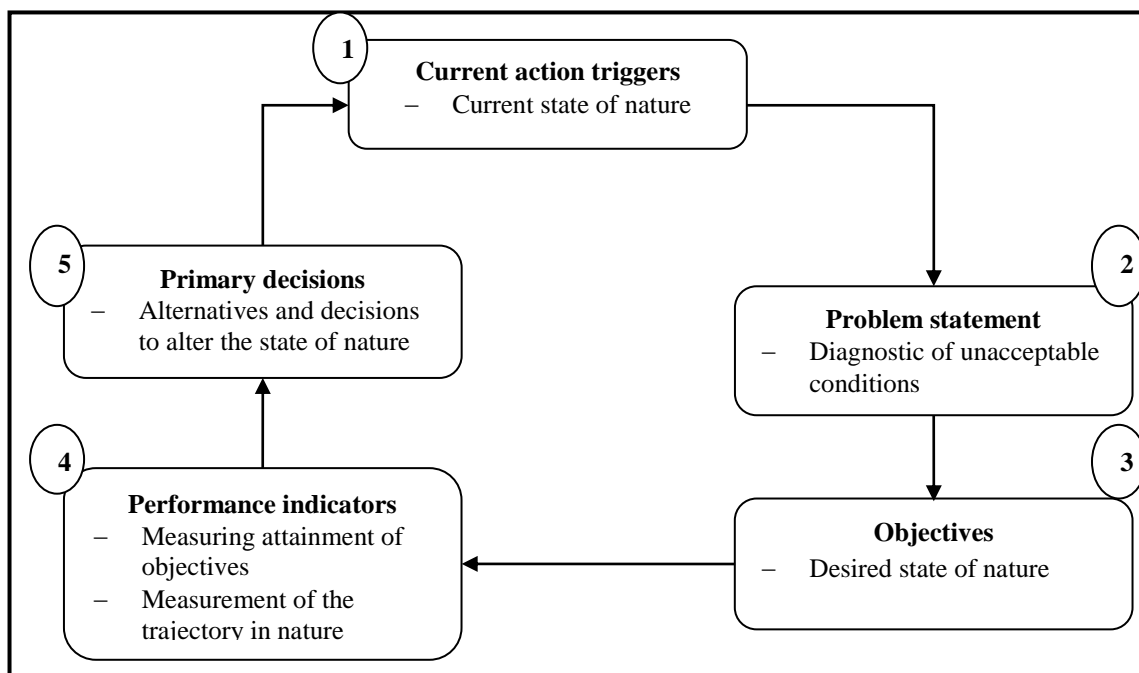 1
Current action triggers
– Current state of nature
2
Problem statement
– Diagnostic of unacceptable
conditions
3
Objectives
– Desired state of nature
4
Performance indicators
– Measuring attainment of
objectives
– Measurement of the
trajectory in nature
5
Primary decisions
– Alternatives and decisions
to alter the state of nature